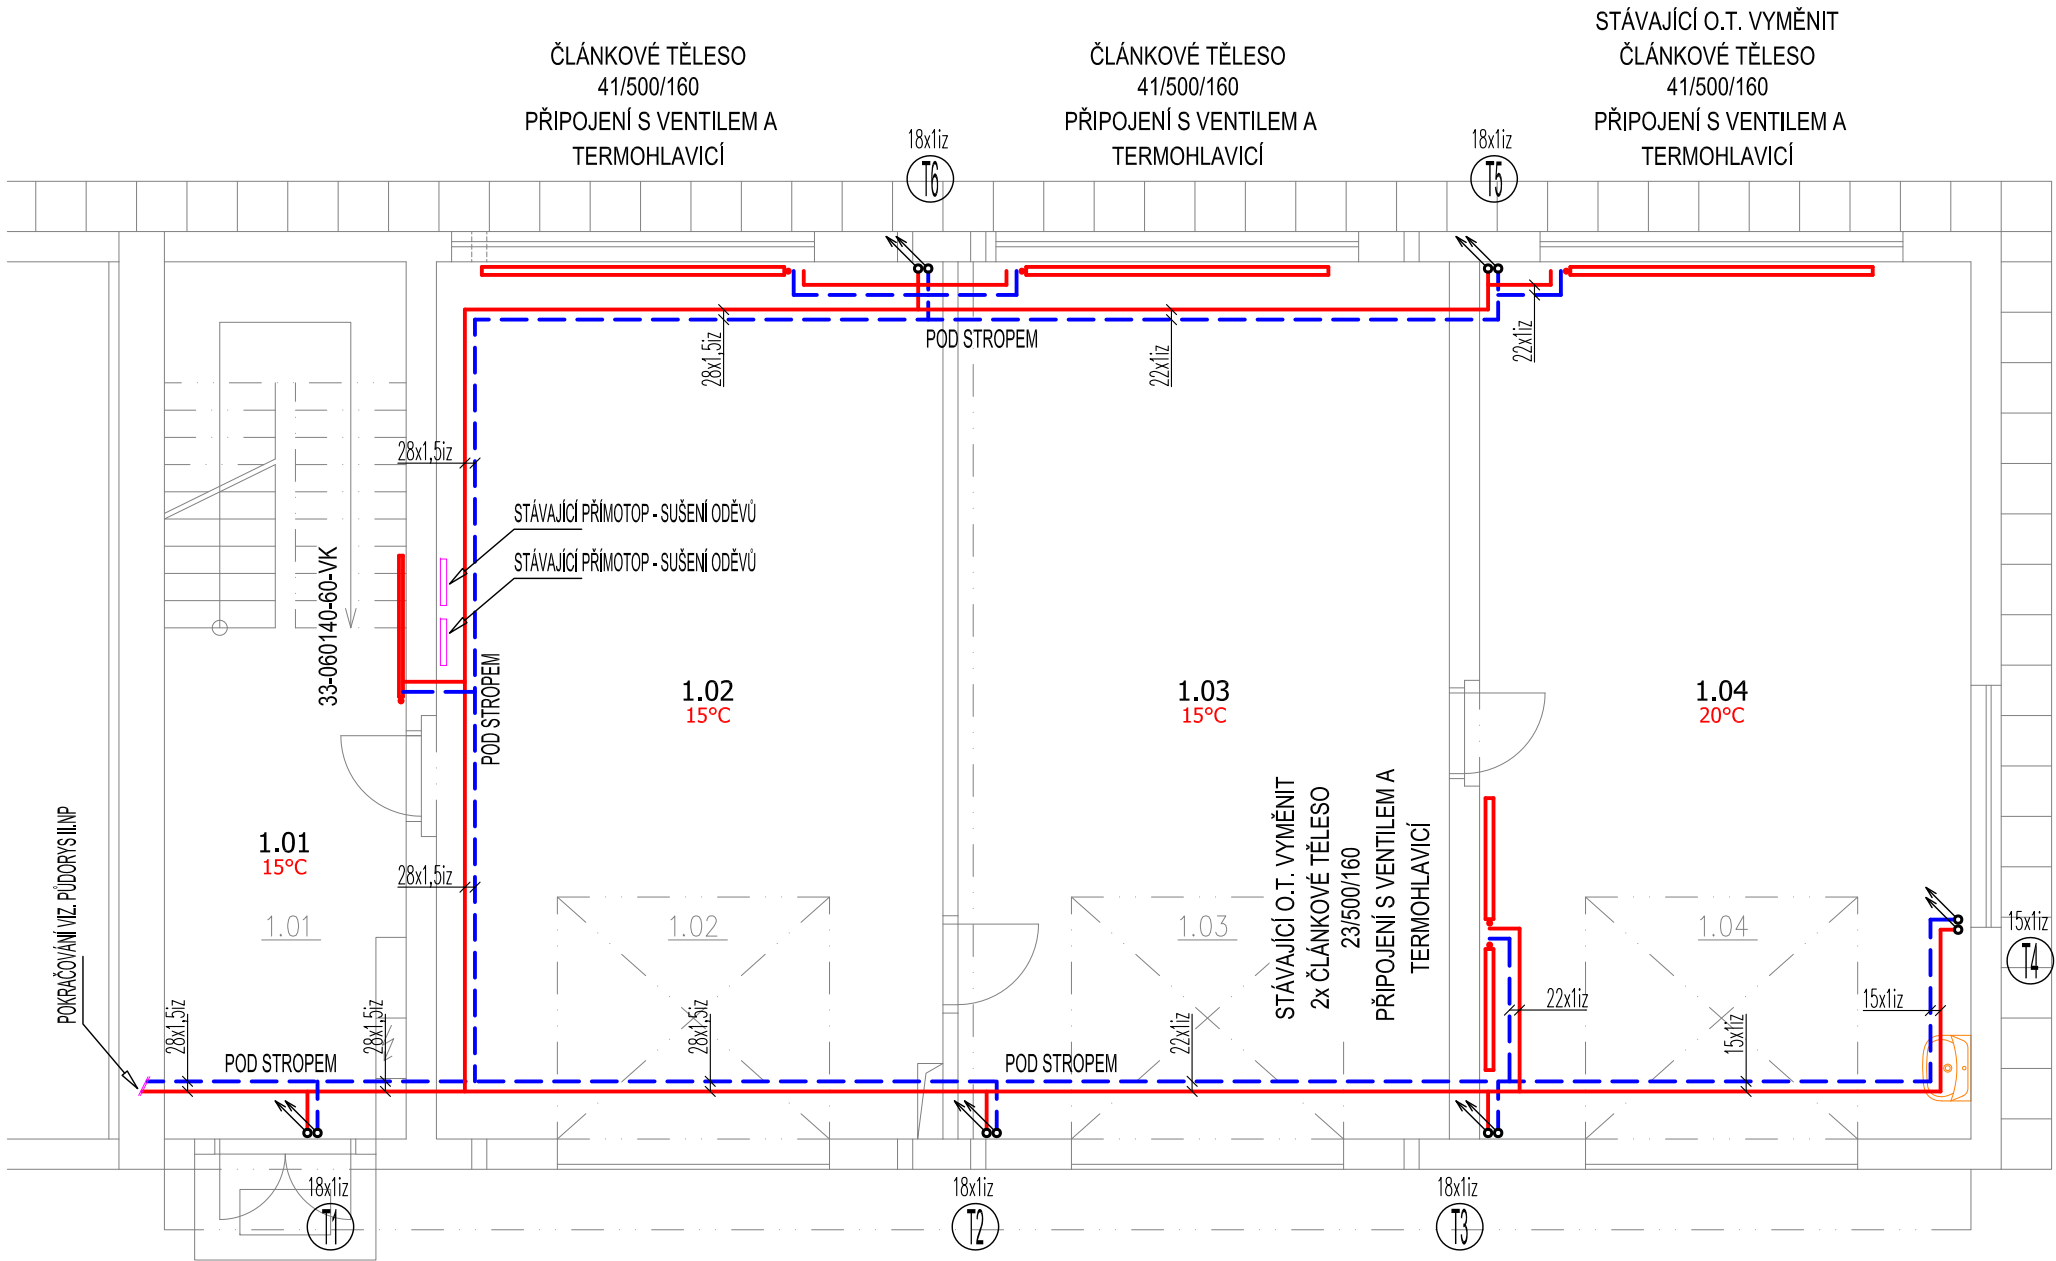 STÁVAJÍCÍ O.T. VYMĚNIT
ČLÁNKOVÉ TĚLESO
41/500/160
PŘIPOJENÍ S VENTILEM A
TERMOHLAVICÍ
ČLÁNKOVÉ TĚLESO
41/500/160
PŘIPOJENÍ S VENTILEM A
TERMOHLAVICÍ
ČLÁNKOVÉ TĚLESO
41/500/160
PŘIPOJENÍ S VENTILEM A
TERMOHLAVICÍ
18x1iz
T6
18x1iz
T5
28x1,5iz
POD STROPEM
22x1iz
22x1iz
28x1,5iz
STÁVAJÍCÍ PŘÍMOTOP - SUŠENÍ ODĚVŮ
STÁVAJÍCÍ PŘÍMOTOP - SUŠENÍ ODĚVŮ
33-060140-60-VK
POD STROPEM
1.02
15°C
1.03
15°C
1.04
20°C
1.01
15°C
28x1,5iz
POKRAČOVÁNÍ VIZ. PŮDORYS II.NP
1.01
1.02
1.03
1.04
STÁVAJÍCÍ O.T. VYMĚNIT
2x ČLÁNKOVÉ TĚLESO
23/500/160
PŘIPOJENÍ S VENTILEM A
TERMOHLAVICÍ
15x1iz
T4
28x1,5iz
POD STROPEM
28x1,5iz
28x1,5iz
POD STROPEM
22x1iz
22x1iz
15x1iz
15x1iz
18x1iz
T1
18x1iz
T2
18x1iz
T3